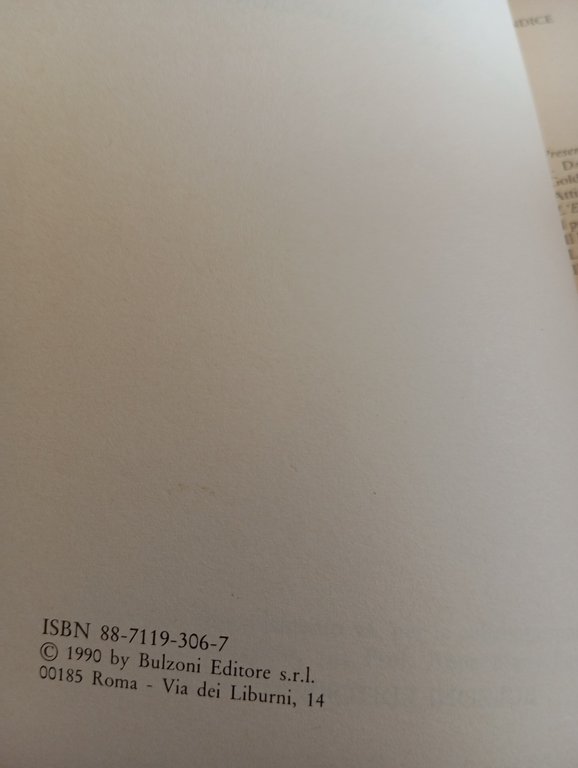 ISBN 88-7119-306-7
© 1990 by Bulzoni Editore s.r.l.
00185 Roma - Via dei Liburni, 14